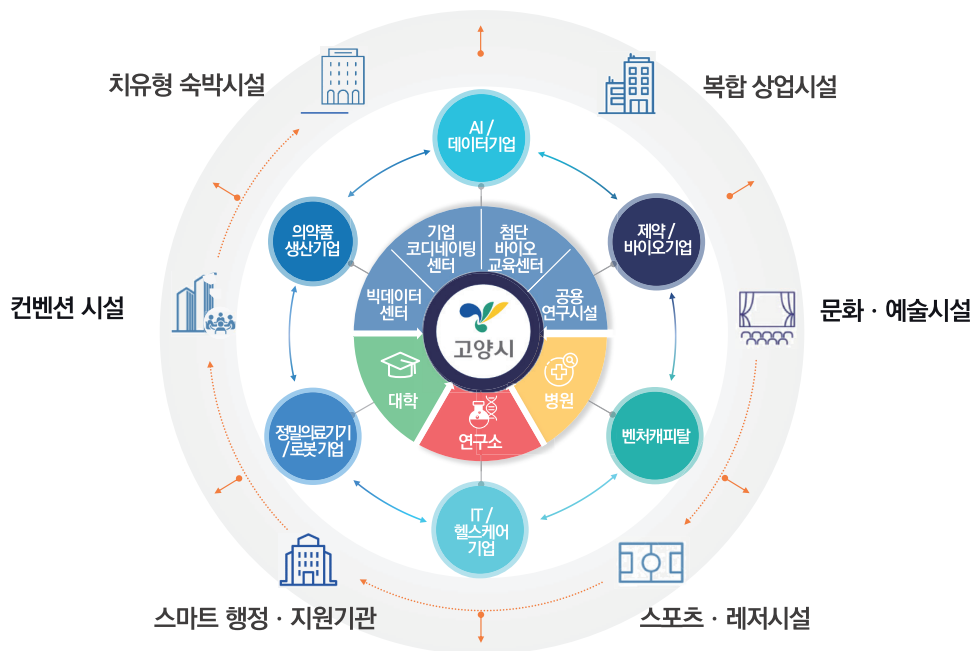 치유형 숙박시설
복합 상업시설
AI /
데이터기업
의약품
생산기업
제약 /
바이오기업
기업
코디네이팅
센터
첨단
바이오
교육센터
빅데이터
센터
공용
연구시설
컨벤션 시설
문화 · 예술시설
고양시
대학
병원
연구소
정밀의료기기
/로봇 기업
벤처캐피탈
IT /
헬스케어
기업
스마트 행정 · 지원기관
스포츠 · 레저시설